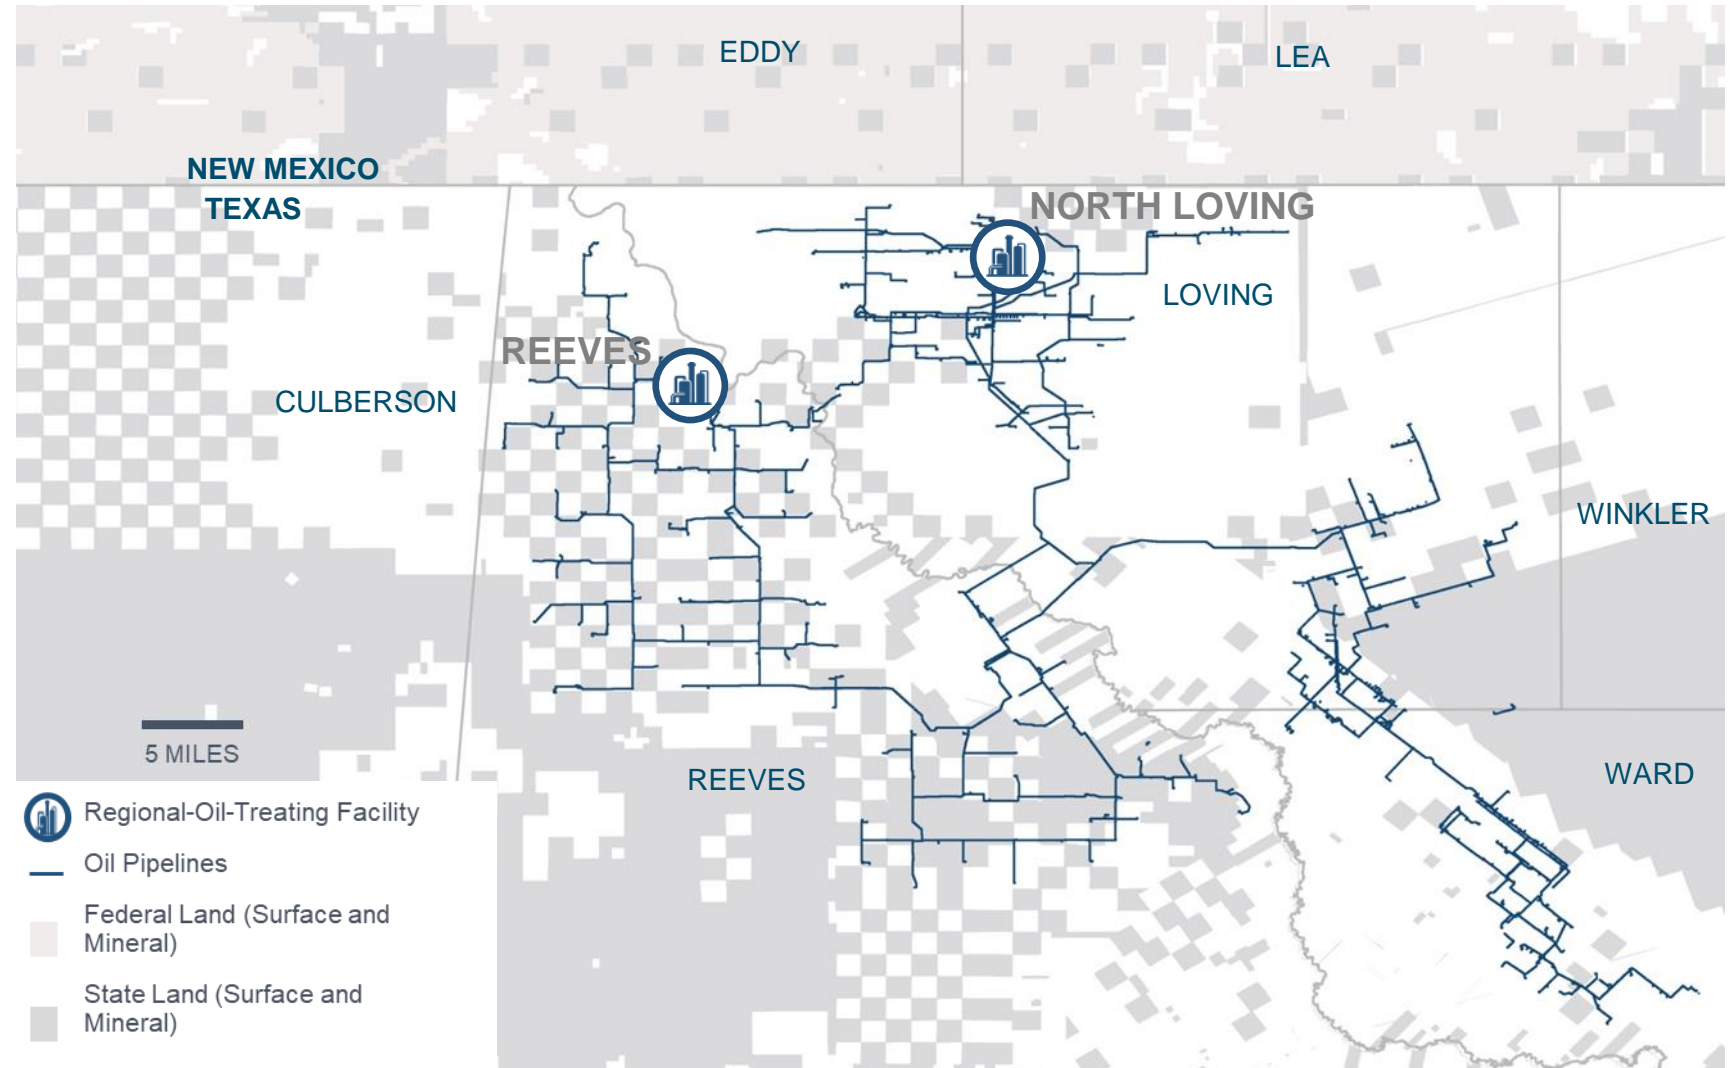 EDDY
LEA
NEW MEXICO
TEXAS
NORTH LOVING
LOVING
REEVES
CULBERSON
WINKLER
5 MILES
REEVES
WARD
Regional-Oil-Treating Facility
Oil Pipelines
Federal Land (Surface and
Mineral)
State Land (Surface and
Mineral)